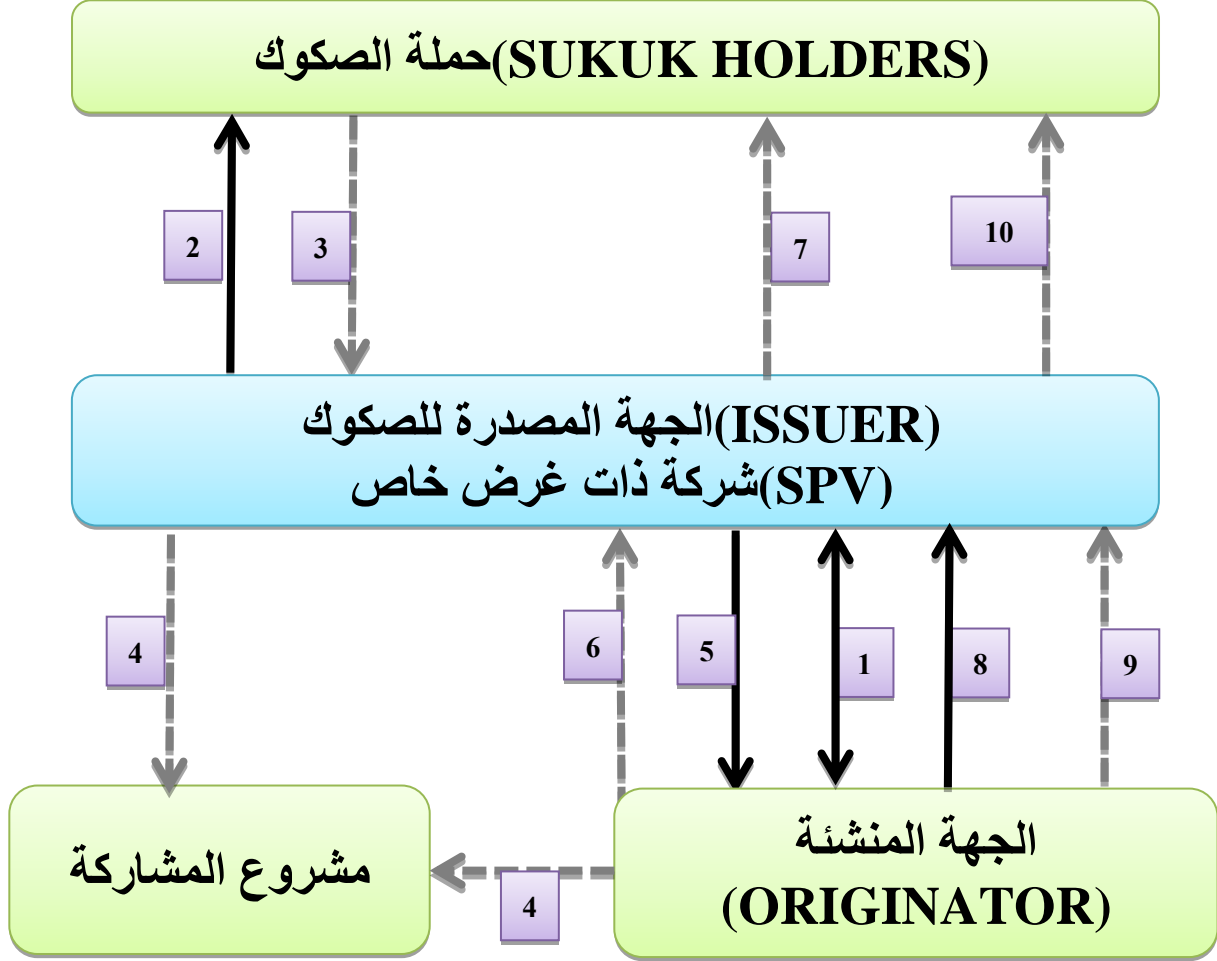 حملة الصكوك(SUKUK HOLDERS)
2
3
7
10
الجهة المصدرة للصكوك(ISSUER)
شركة ذات غرض خاص(SPV)
4
6
5
1
8
9
مشروع المشاركة
4
الجهة المنشئة
(ORIGINATOR)